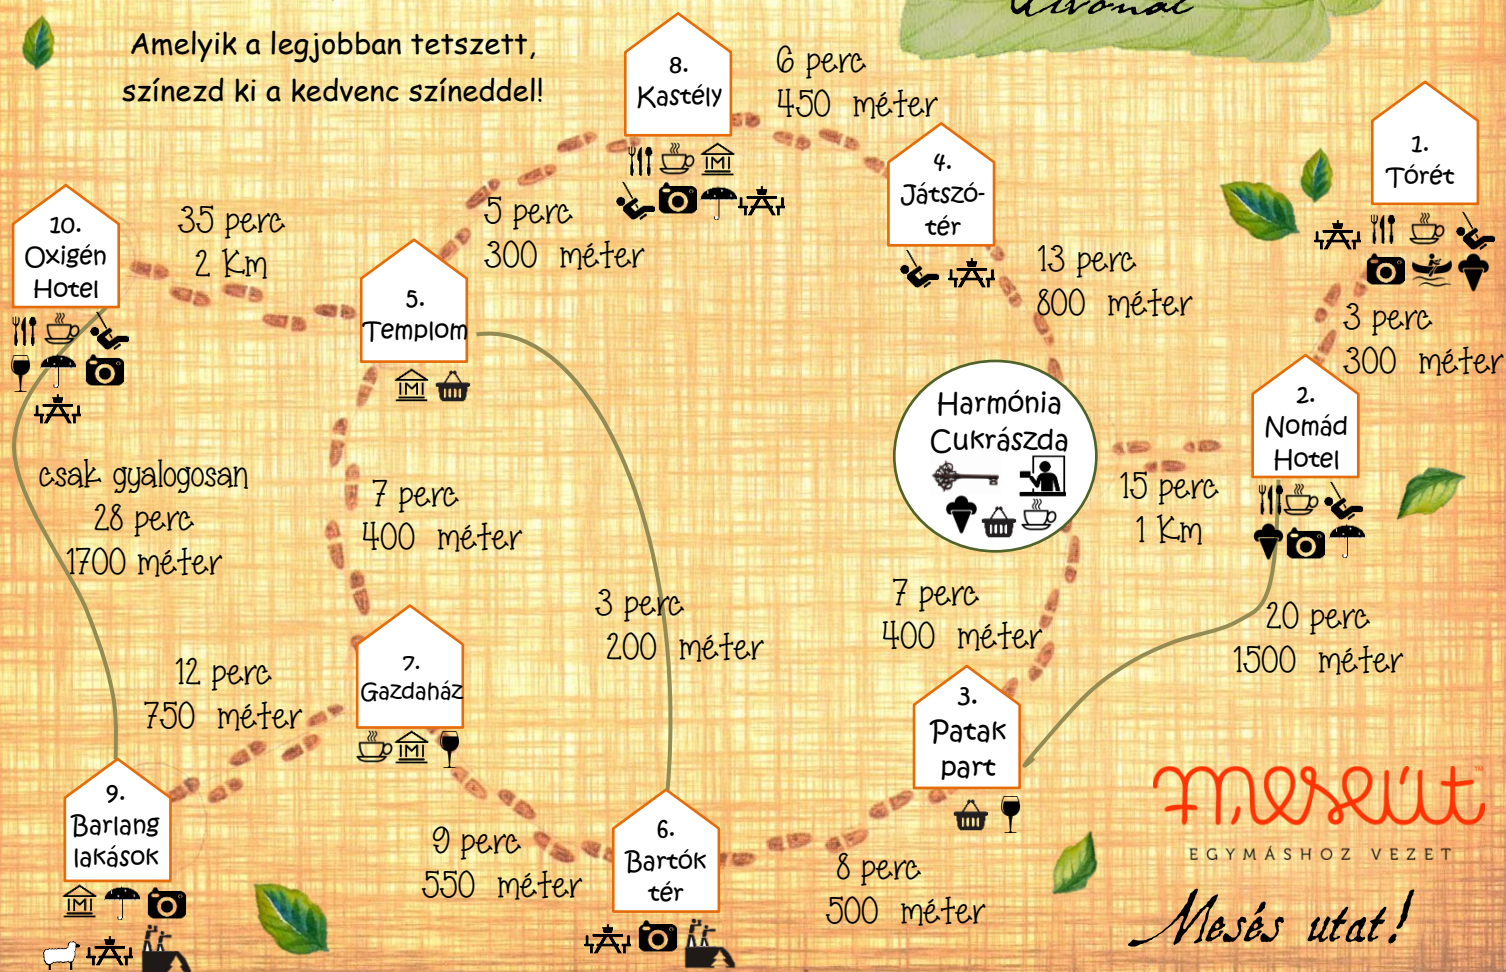 Útvonal
Amelyik a legjobban tetszett,
színezd ki a kedvenc színeddel!
8.
Kastély
6 perc
450 méter
4.
Játszó-
tér
1.
Tórét
10.
Oxigén
Hotel
35 perc
2 Km
5 perc
300 méter
5.
Templom
13 perc
800 méter
3 perc
300 méter
2.
Nomád
Hotel
Harmónia
Cukrászda
15 perc
1 Km
csak gyalogosan
28 perc
1700 méter
7 perc
400 méter
3 perc
200 méter
7 perc
400 méter
20 perc
1500 méter
12 perc
750 méter
7.
Gazdaház
3.
Patak
part
9.
Barlang
lakások
9 perc
550 méter
6.
Bartók
tér
8 perc
500 méter
meseút™
EGYMÁSHOZ VEZET
Mesés utat!